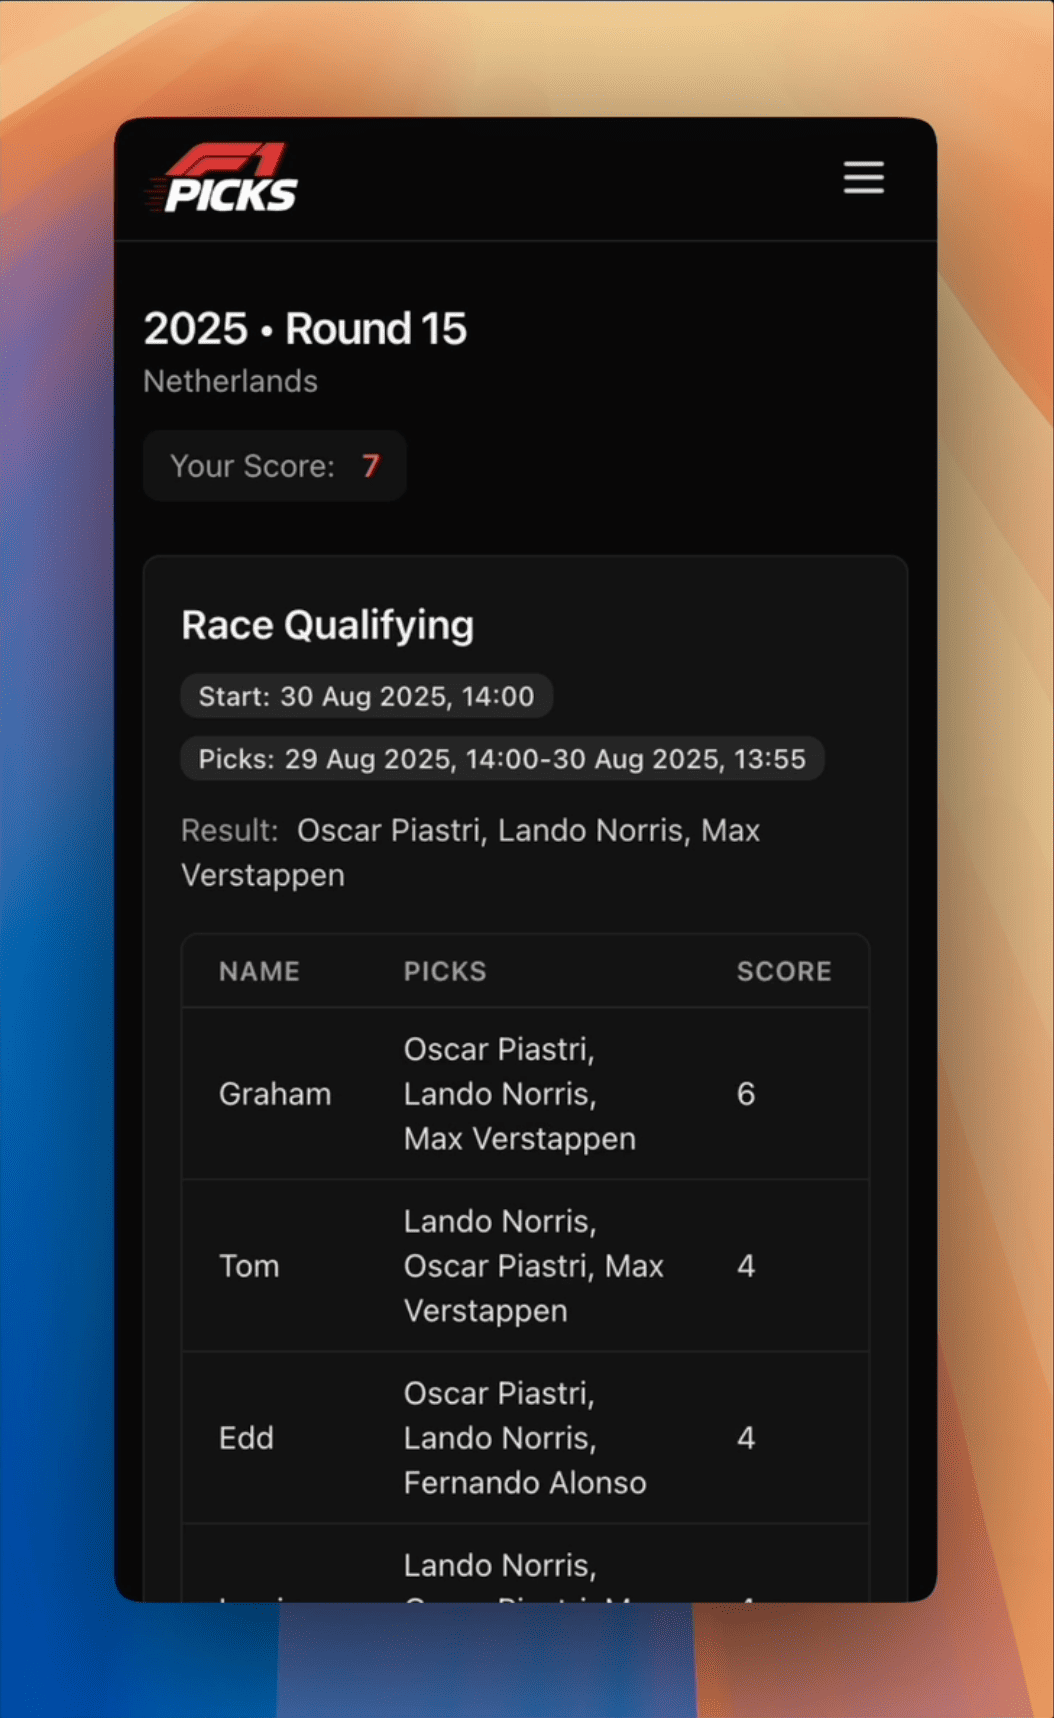 F1
PICKS
2025 • Round 15
Netherlands
Your Score: 7
Race Qualifying
Start: 30 Aug 2025, 14:00
Picks: 29 Aug 2025, 14:00-30 Aug 2025, 13:55
Result: Oscar Piastri, Lando Norris, Max
Verstappen
NAME PICKS SCORE
Oscar Piastri,
Graham Lando Norris, 6
Max Verstappen
Lando Norris,
Tom Oscar Piastri, Max 4
Verstappen
Oscar Piastri,
Edd Lando Norris, 4
Fernando Alonso
Lando Norris,